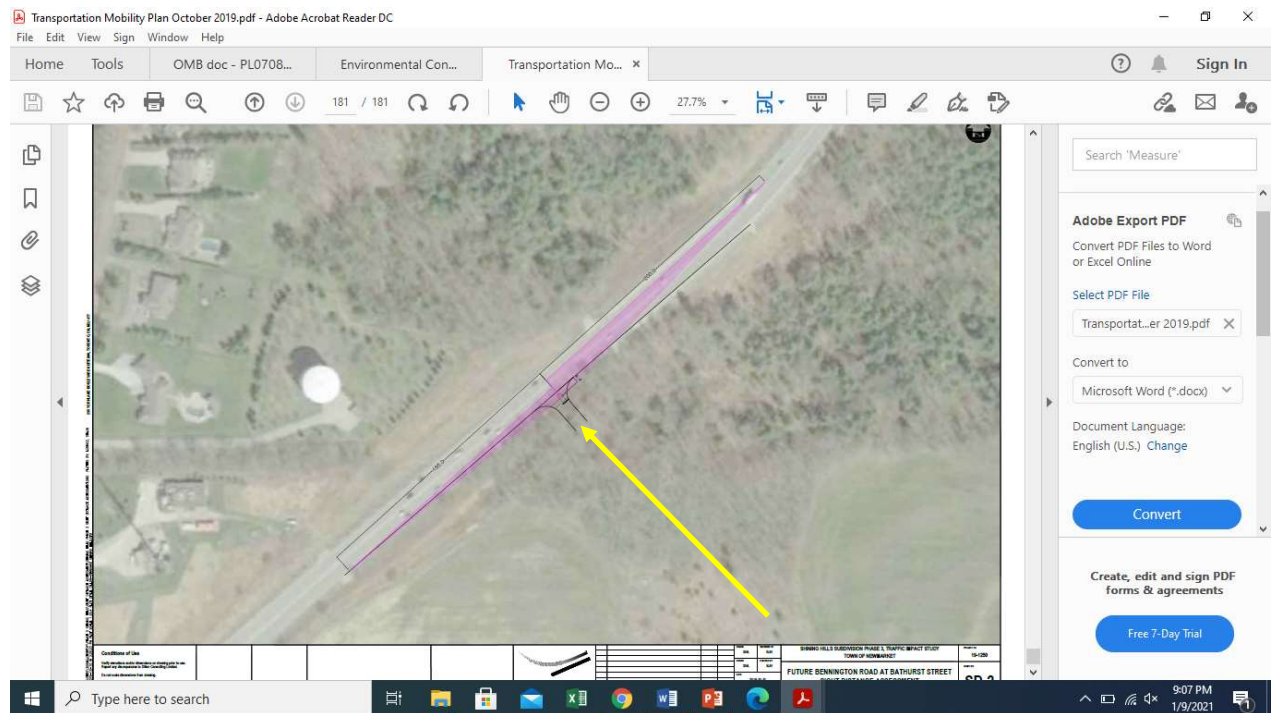 Transportation Mobility Plan October 2019.pdf - Adobe Acrobat Reader DC
File Edit View Sign Window Help
Home Tools OMB doc - PL0708... Environmental Con... Transportation Mo... × Sign In
181 / 181 27.7%
Search 'Measure'
Adobe Export PDF
Convert PDF Files to Word
or Excel Online
Select PDF File
Transportat...er 2019.pdf X
Convert to
Microsoft Word (*.docx)
Document Language:
English (U.S.) Change
Convert
Create, edit and sign PDF
forms & agreements
Free 7-Day Trial
Conditions of Use
SHINING HILLS SUBDIVISION PHASE 3, TRAFFIC IMPACT STUDY
TOWN OF NEWMARKET
FUTURE BENNINGTON ROAD AT BATHURST STREET
Type here to search
9:07 PM
1/9/2021